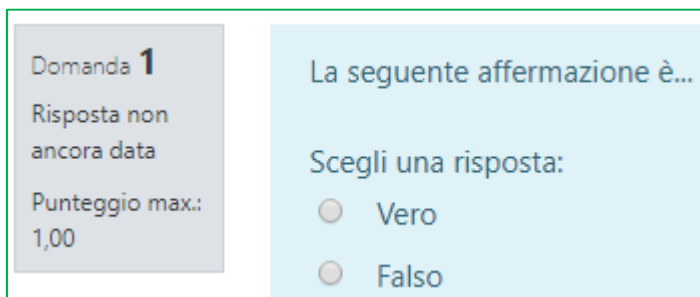 Domanda 1
Risposta non
ancora data
Punteggio max.:
1,00
La seguente affermazione è...
Scegli una risposta:
Vero
Falso